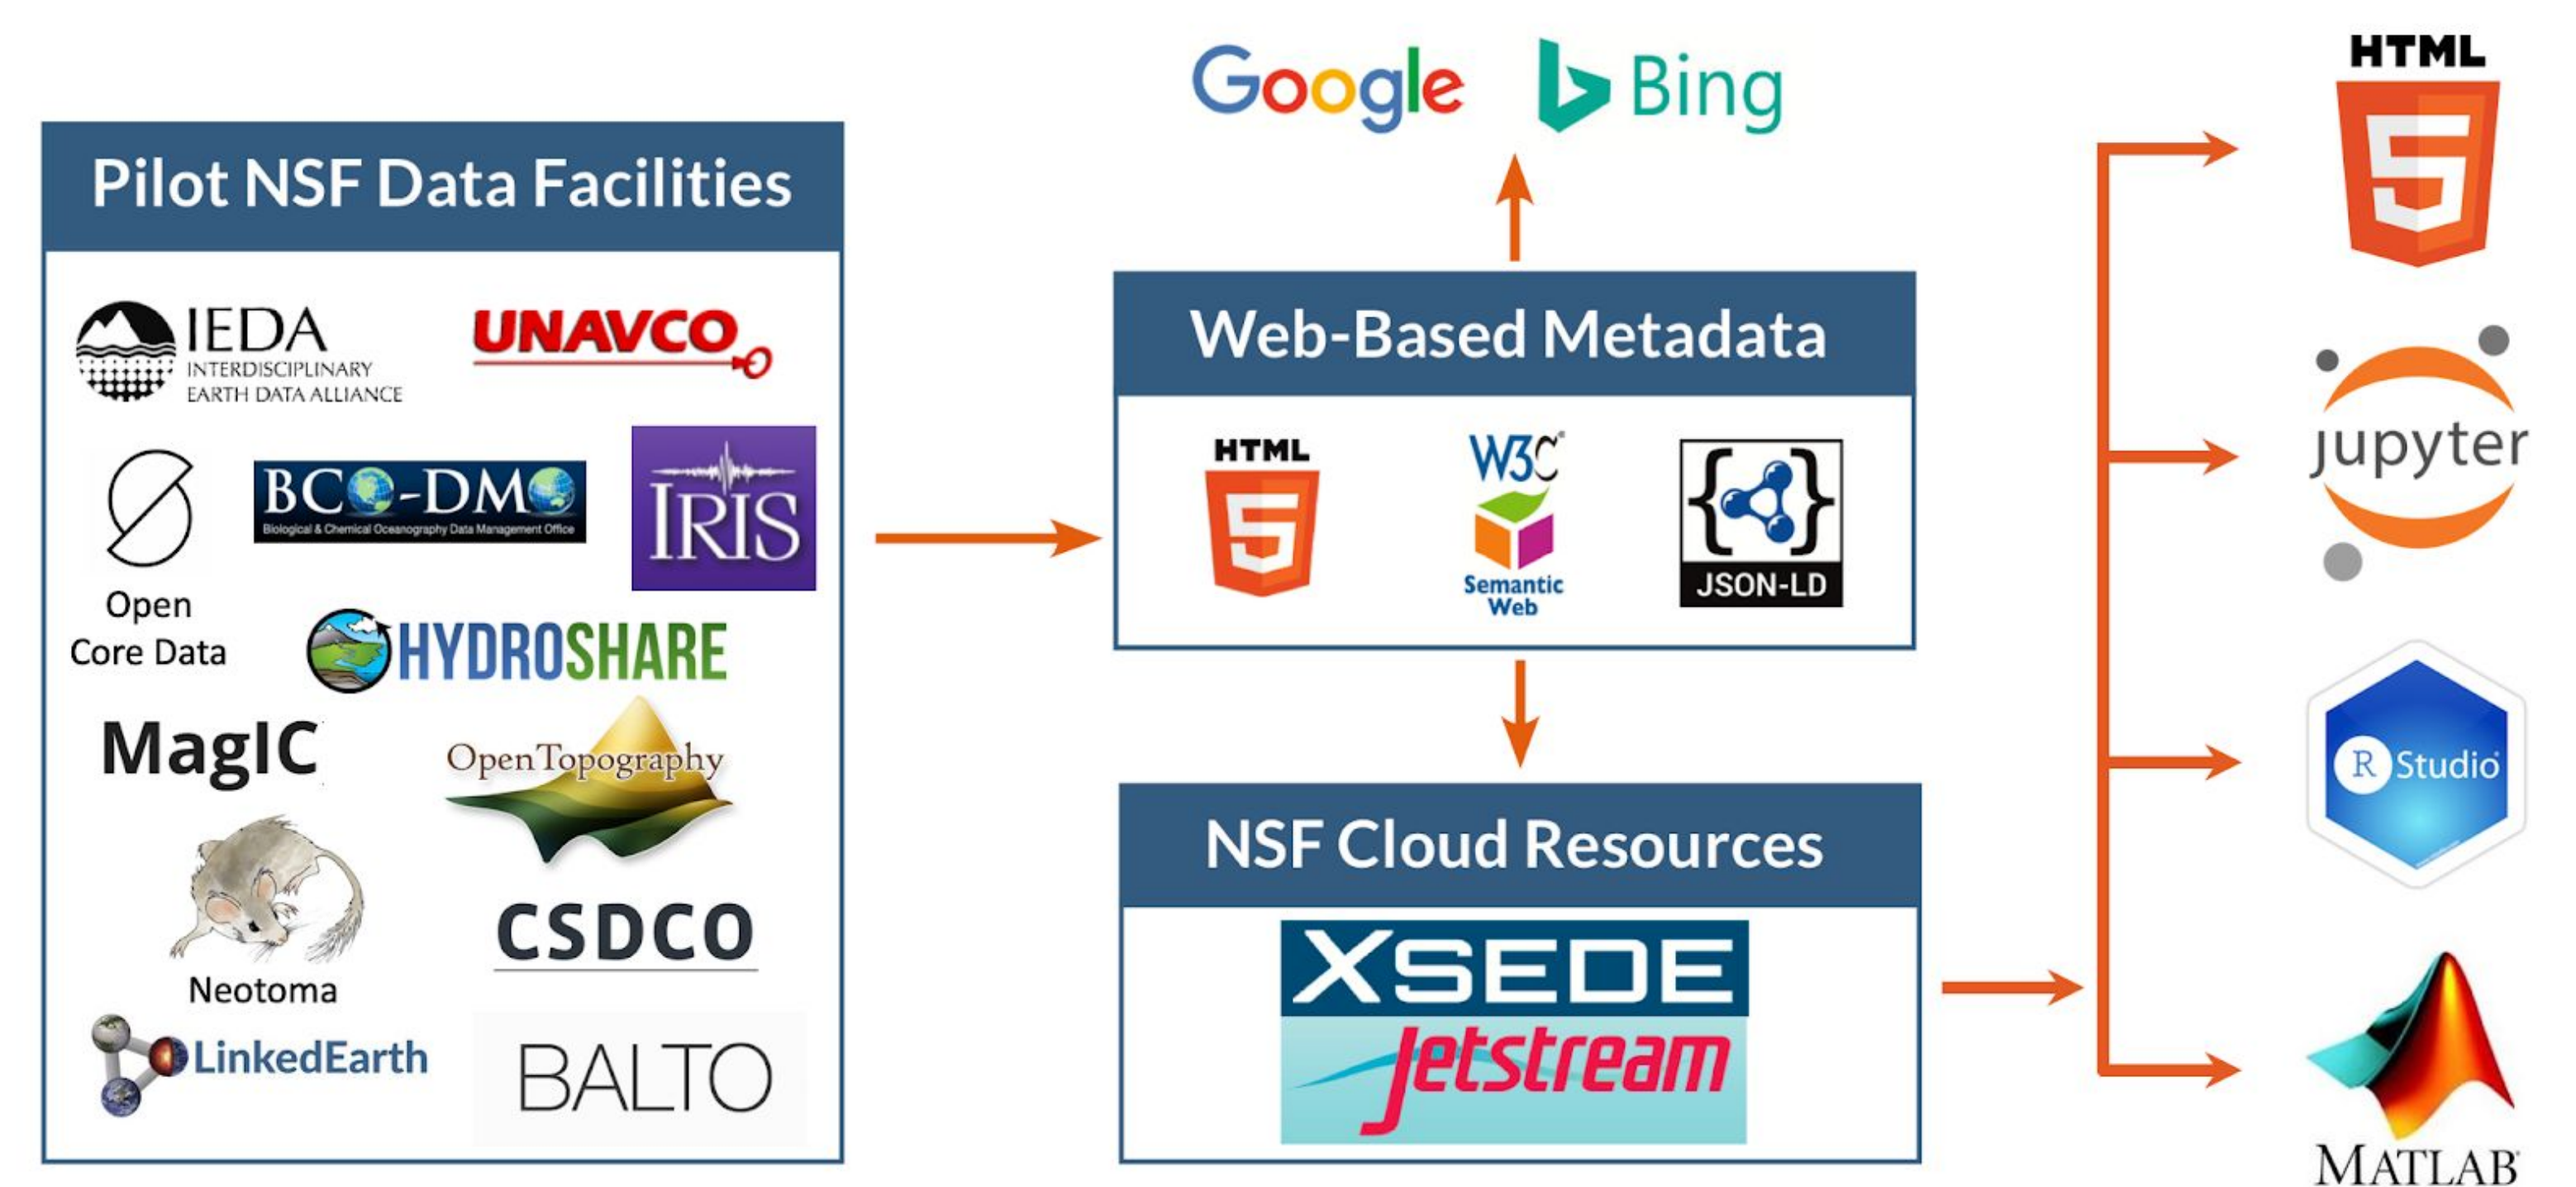 Pilot NSF Data Facilities
IEDA
INTERDISCIPLINARY
EARTH DATA ALLIANCE
UNAVCO
Open
Core Data
BCO-DMO
Biological & Chemical Oceanography Data Management Office
IRIS
HYDROSHARE
MagIC
OpenTopography
Neotoma
CSDCO
LinkedEarth
BALTO
Google
Bing
Web-Based Metadata
HTML
5
W3C®
Semantic
Web
{ }
JSON-LD
NSF Cloud Resources
XSEDE
Jetstream
HTML
5
jupyter
R Studio®
MATLAB®